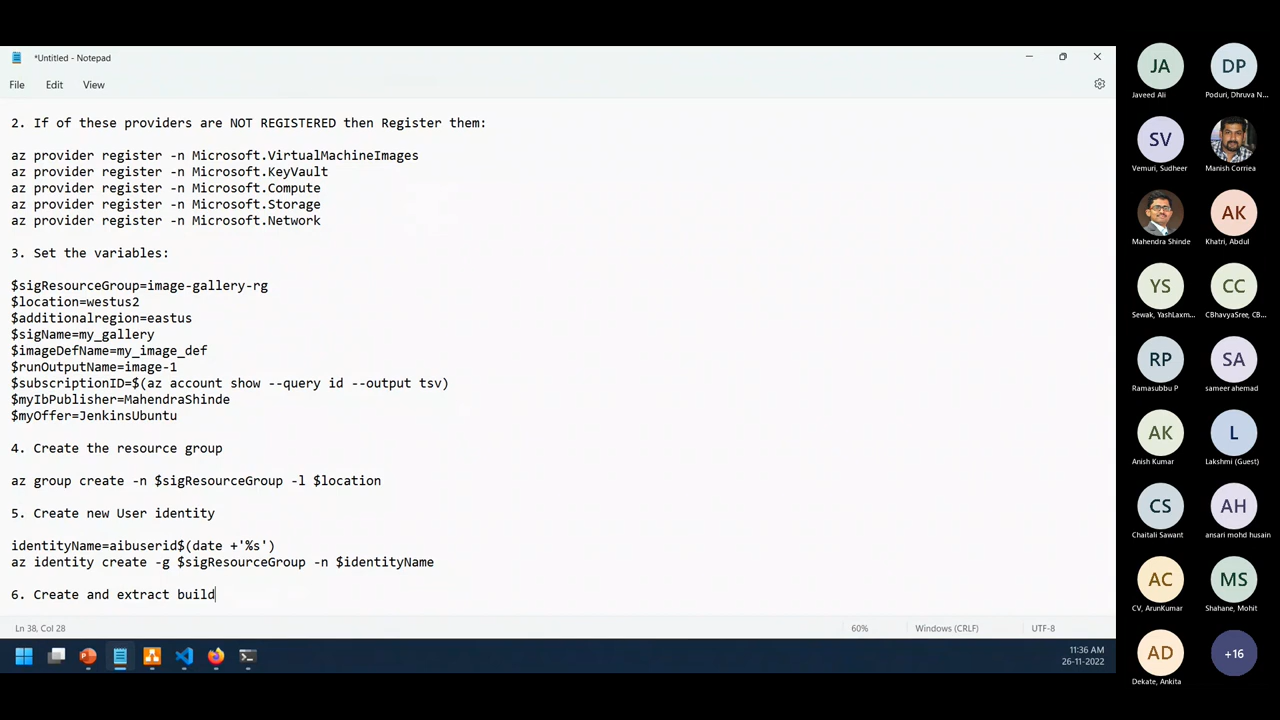 *Untitled - Notepad
File Edit View
2. If of these providers are NOT REGISTERED then Register them:
az provider register -n Microsoft.VirtualMachineImages
az provider register -n Microsoft.KeyVault
az provider register -n Microsoft.Compute
az provider register -n Microsoft.Storage
az provider register -n Microsoft.Network
3. Set the variables:
$sigResourceGroup=image-gallery-rg
$location=westus2
$additionalregion=eastus
$sigName=my_gallery
$imageDefName=my_image_def
$runOutputName=image-1
$subscriptionID=$(az account show --query id --output tsv)
$myIbPublisher=MahendraShinde
$myOffer=JenkinsUbuntu
4. Create the resource group
az group create -n $sigResourceGroup -l $location
5. Create new User identity
identityName=aibuserid$(date +'%s')
az identity create -g $sigResourceGroup -n $identityName
6. Create and extract build
Ln 38, Col 28
60%
Windows (CRLF)
UTF-8
11:36 AM
26-11-2022
JA DP
Javeed Ali Poduri, Dhruva N...
SV
Vemuri, Sudheer Manish Corriea
AK
Mahendra Shinde Khatri, Abdul
YS CC
Sewak, YashLaxm... CBhavyaSree, CB...
RP SA
Ramasubbu P sameer ahemad
AK L
Anish Kumar Lakshmi (Guest)
CS AH
Chaitali Sawant ansari mohd husain
AC MS
CV, ArunKumar Shahane, Mohit
AD +16
Dekate, Ankita